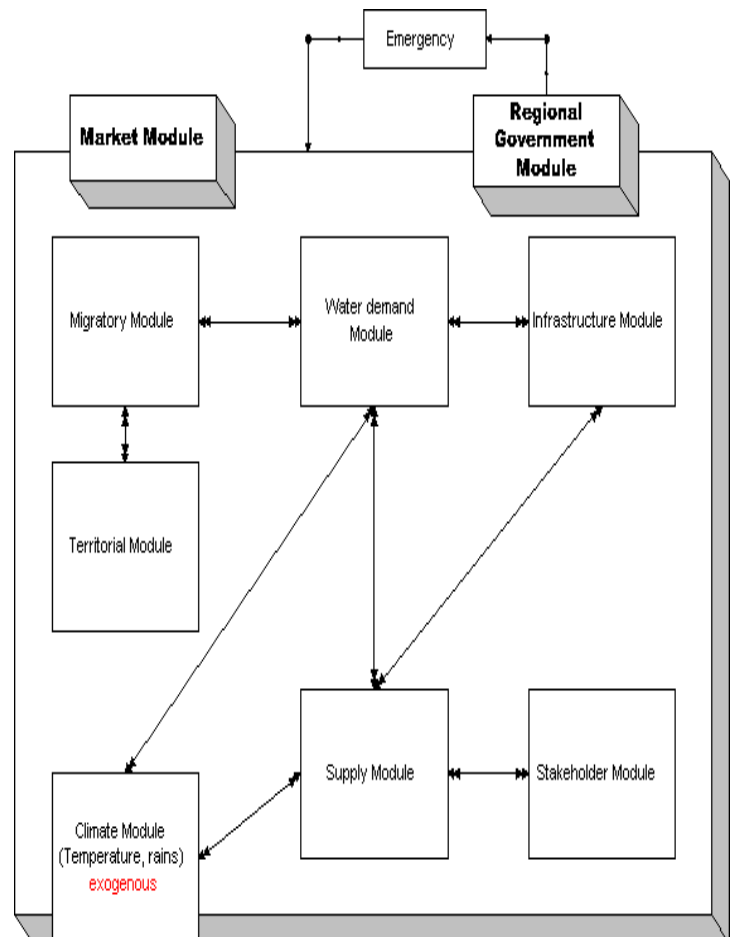 Emergency
Market Module
Regional
Government
Module
Migratory Module
Water demand
Module
Infrastructure Module
Territorial Module
Supply Module
Stakeholder Module
Climate Module
(Temperature, rains)
exogenous